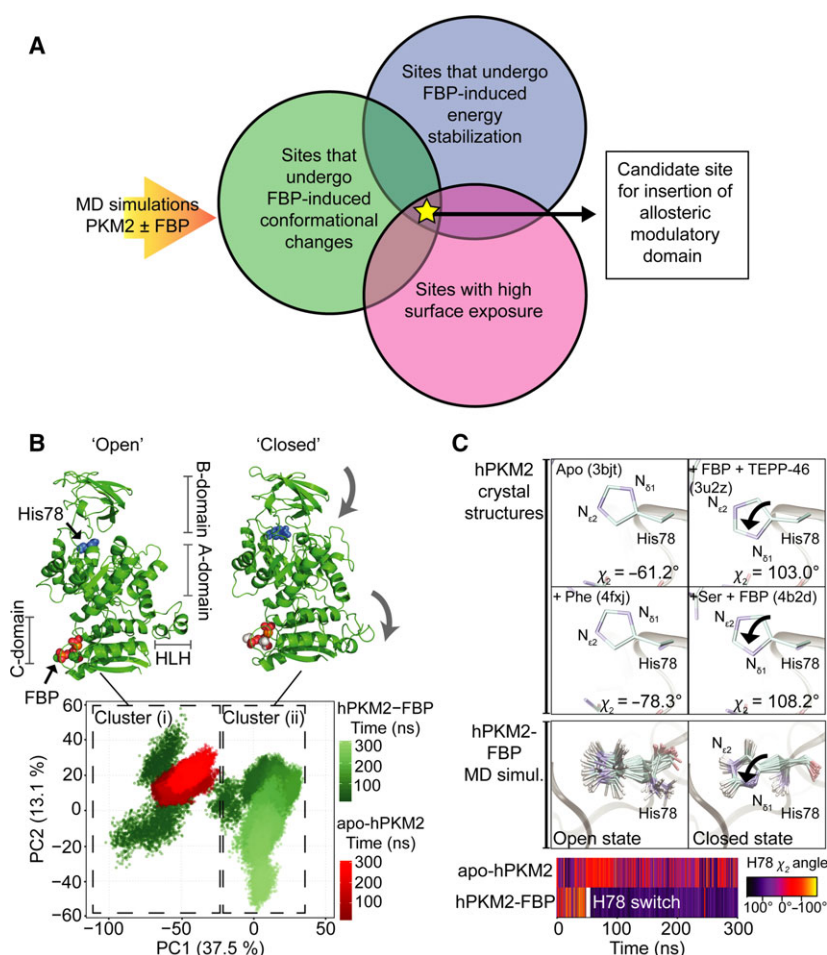 A
Sites that undergo
FBP-induced
energy
stabilization
Sites that
undergo
FBP-induced
conformational
changes
MD simulations
PKM2 ± FBP
Candidate site
for insertion of
allosteric
modulatory
domain
Sites with high
surface exposure
B
'Open'
'Closed'
His78
B-domain
A-domain
C-domain
HLH
FBP
Cluster (i)
Cluster (ii)
60
40
20
0
−20
−40
−60
PC2 (13.1 %)
−100
−50
0
50
PC1 (37.5 %)
hPKM2−FBP
Time (ns)
300
200
100
apo-hPKM2
Time (ns)
300
200
100
C
hPKM2
crystal
structures
Apo (3bjt)
Nδ1
Nε2
His78
χ2 = −61.2°
+ FBP + TEPP-46
(3u2z)
Nε2
Nδ1
His78
χ2 = 103.0°
+ Phe (4fxj)
Nδ1
Nε2
His78
χ2 = −78.3°
+Ser + FBP (4b2d)
Nε2
Nδ1
His78
χ2 = 108.2°
hPKM2-
FBP
MD simul.
His78
Open state
Nε2
Nδ1
His78
Closed state
apo-hPKM2
hPKM2-FBP
H78 switch
0
100
200
300
Time (ns)
H78 χ2 angle
100° 0°−100°